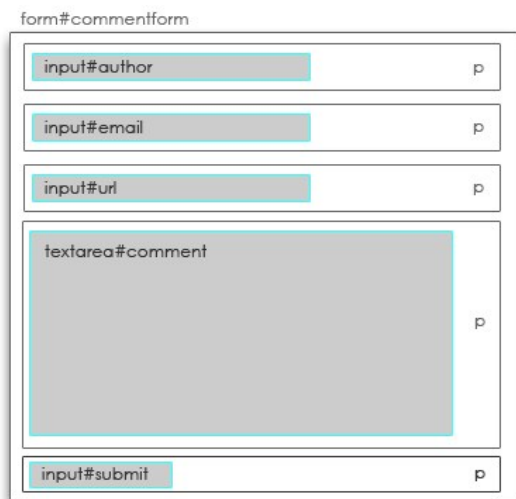 form#commentform
input#author p
input#email p
input#url p
textarea#comment
p
input#submit p